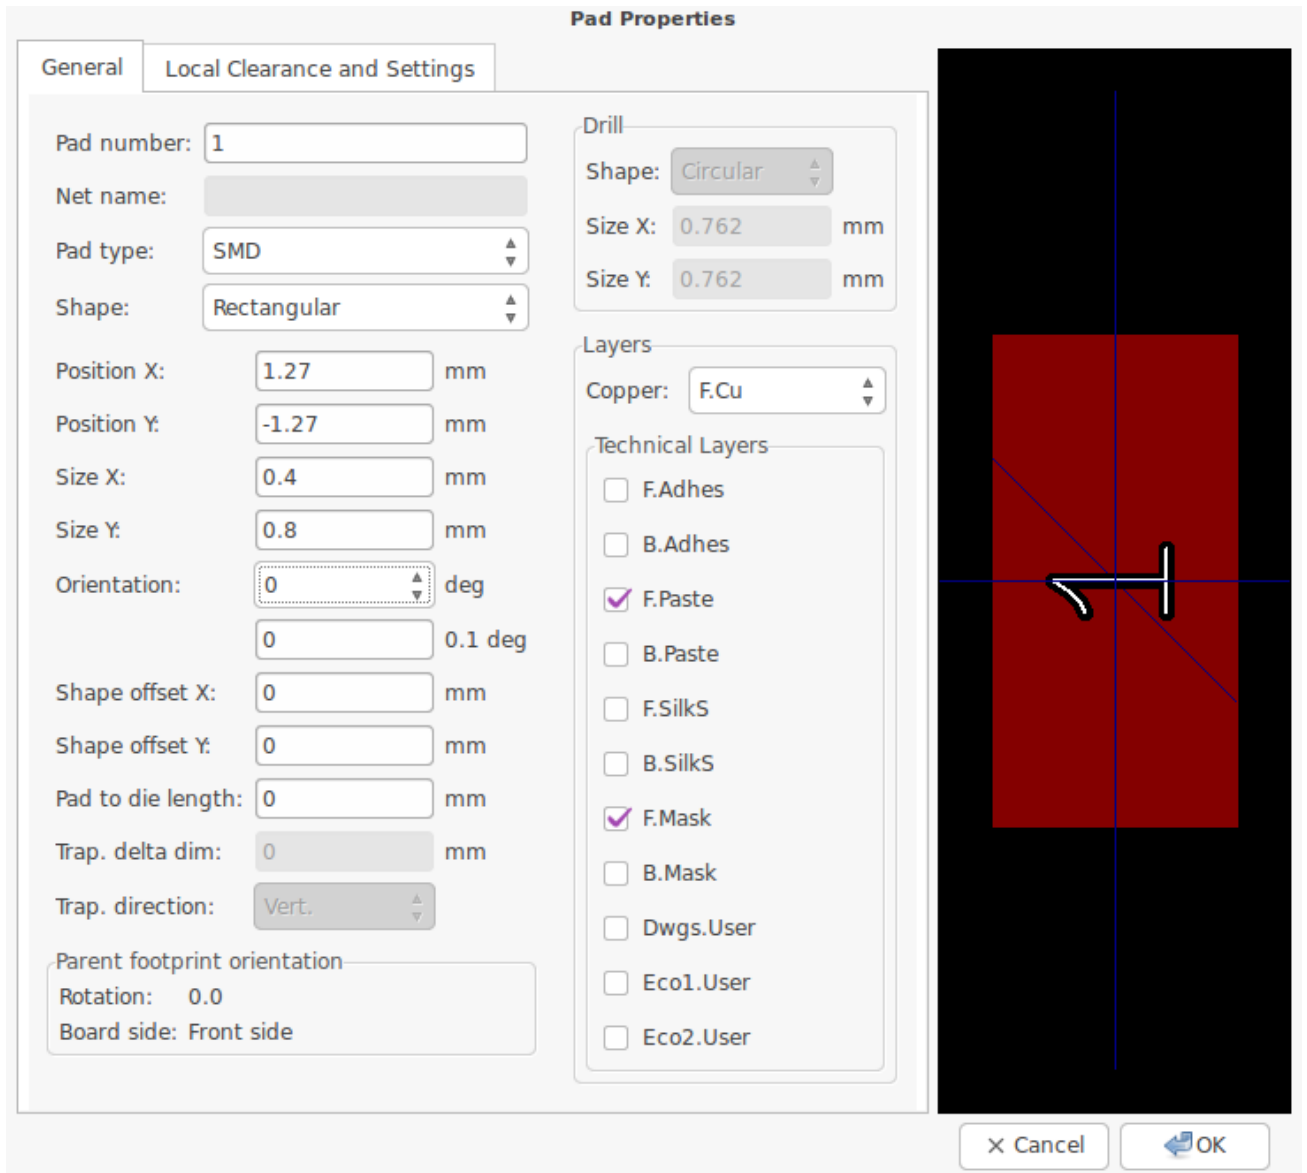 Pad Properties
General
Local Clearance and Settings
Pad number: 1
Net name:
Pad type: SMD
Shape: Rectangular
Position X: 1.27 mm
Position Y: -1.27 mm
Size X: 0.4 mm
Size Y: 0.8 mm
Orientation: 0 deg
0 0.1 deg
Shape offset X: 0 mm
Shape offset Y: 0 mm
Pad to die length: 0 mm
Trap. delta dim: 0 mm
Trap. direction: Vert.
Parent footprint orientation
Rotation: 0.0
Board side: Front side
Drill
Shape: Circular
Size X: 0.762 mm
Size Y: 0.762 mm
Layers
Copper: F.Cu
Technical Layers
F.Adhes
B.Adhes
F.Paste
B.Paste
F.SilkS
B.SilkS
F.Mask
B.Mask
Dwgs.User
Eco1.User
Eco2.User
1
Cancel
OK